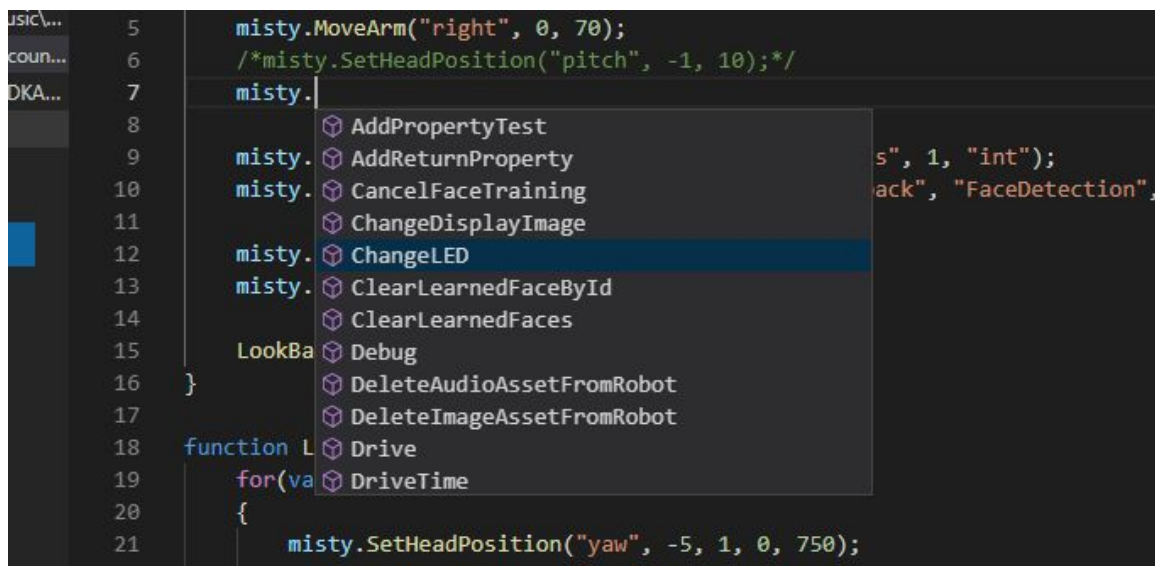 usic\... 5 misty.MoveArm("right", 0, 70);
coun... 6 /*misty.SetHeadPosition("pitch", -1, 10);*/
DKA... 7 misty.
8 AddPropertyTest
9 misty. AddReturnProperty s", 1, "int");
10 misty. CancelFaceTraining back", "FaceDetection",
11 ChangeDisplayImage
12 misty. ChangeLED
13 misty. ClearLearnedFaceById
14 ClearLearnedFaces
15 LookBa Debug
16 } DeleteAudioAssetFromRobot
17 DeleteImageAssetFromRobot
18 function L Drive
19 for(va DriveTime
20 {
21 misty.SetHeadPosition("yaw", -5, 1, 0, 750);